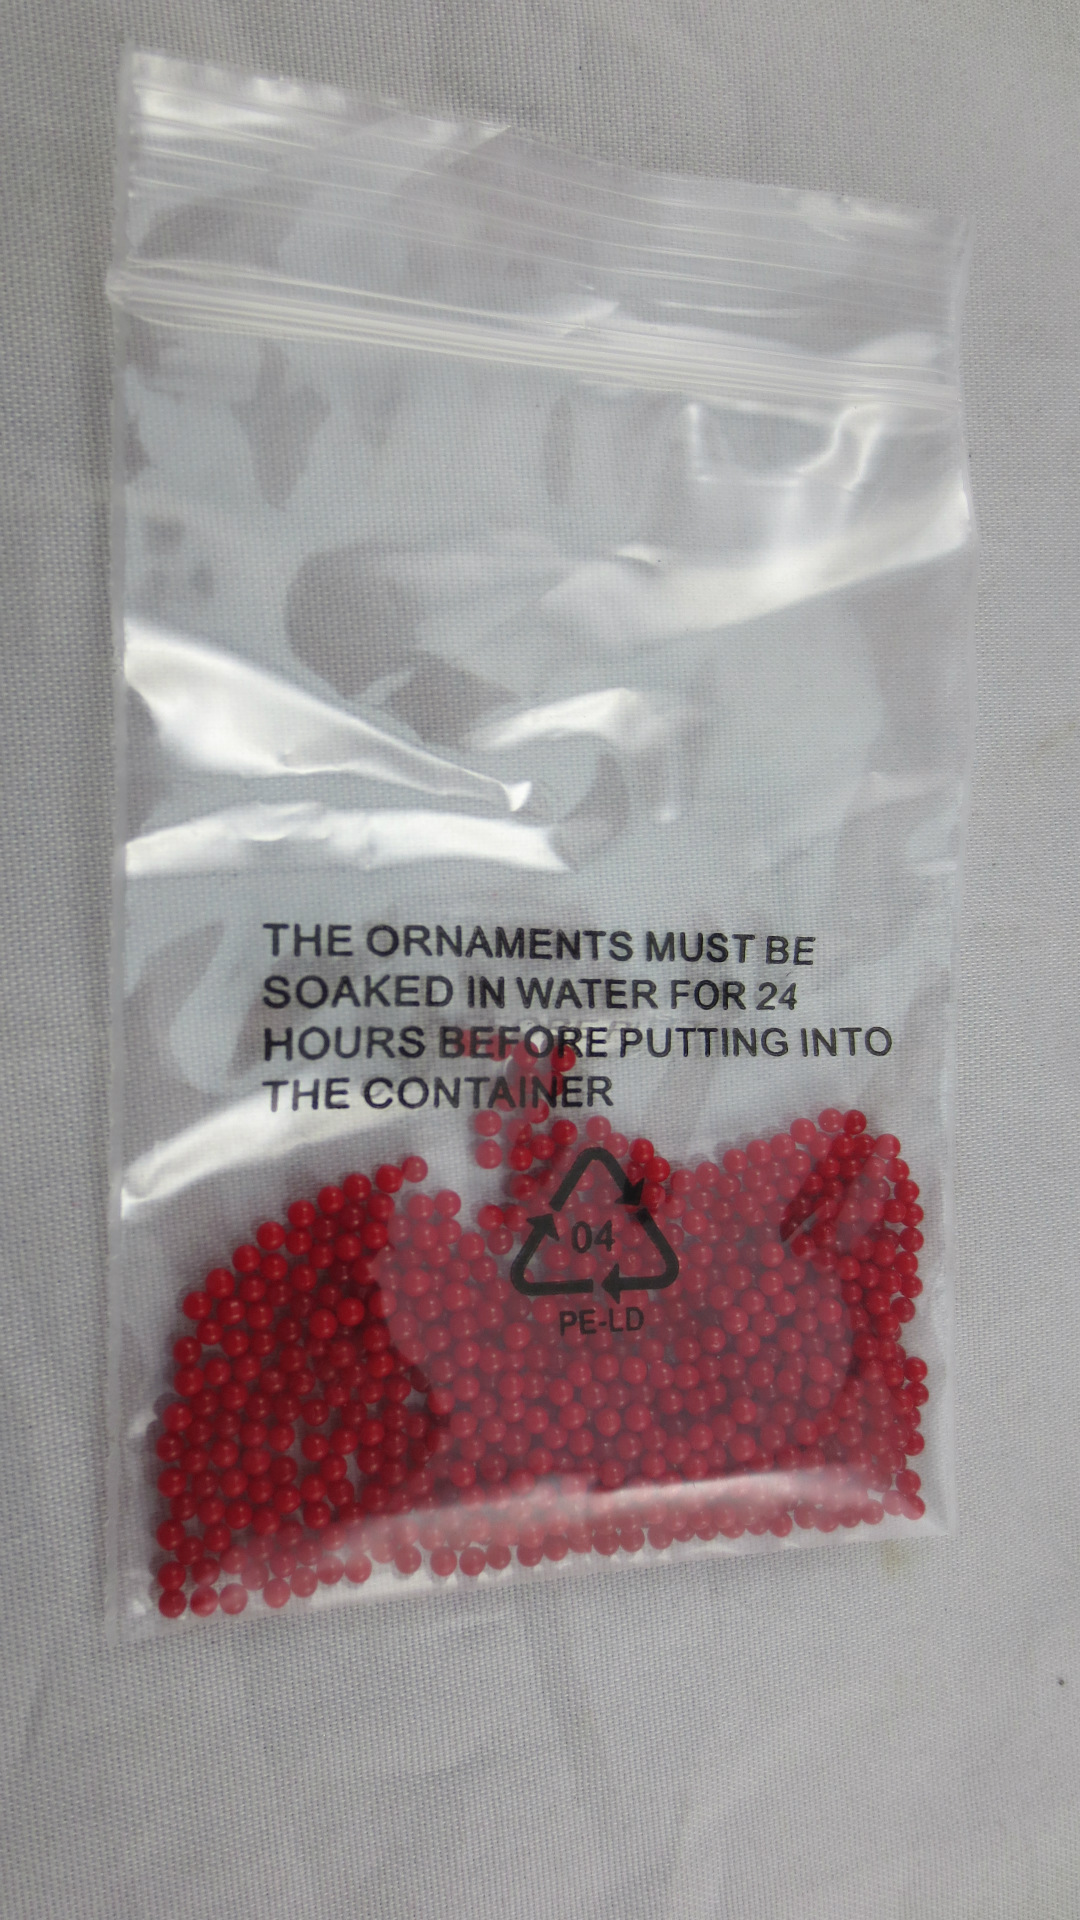 THE ORNAMENTS MUST BE
SOAKED IN WATER FOR 24
HOURS BEFORE PUTTING INTO
THE CONTAINER
04
PE-LD